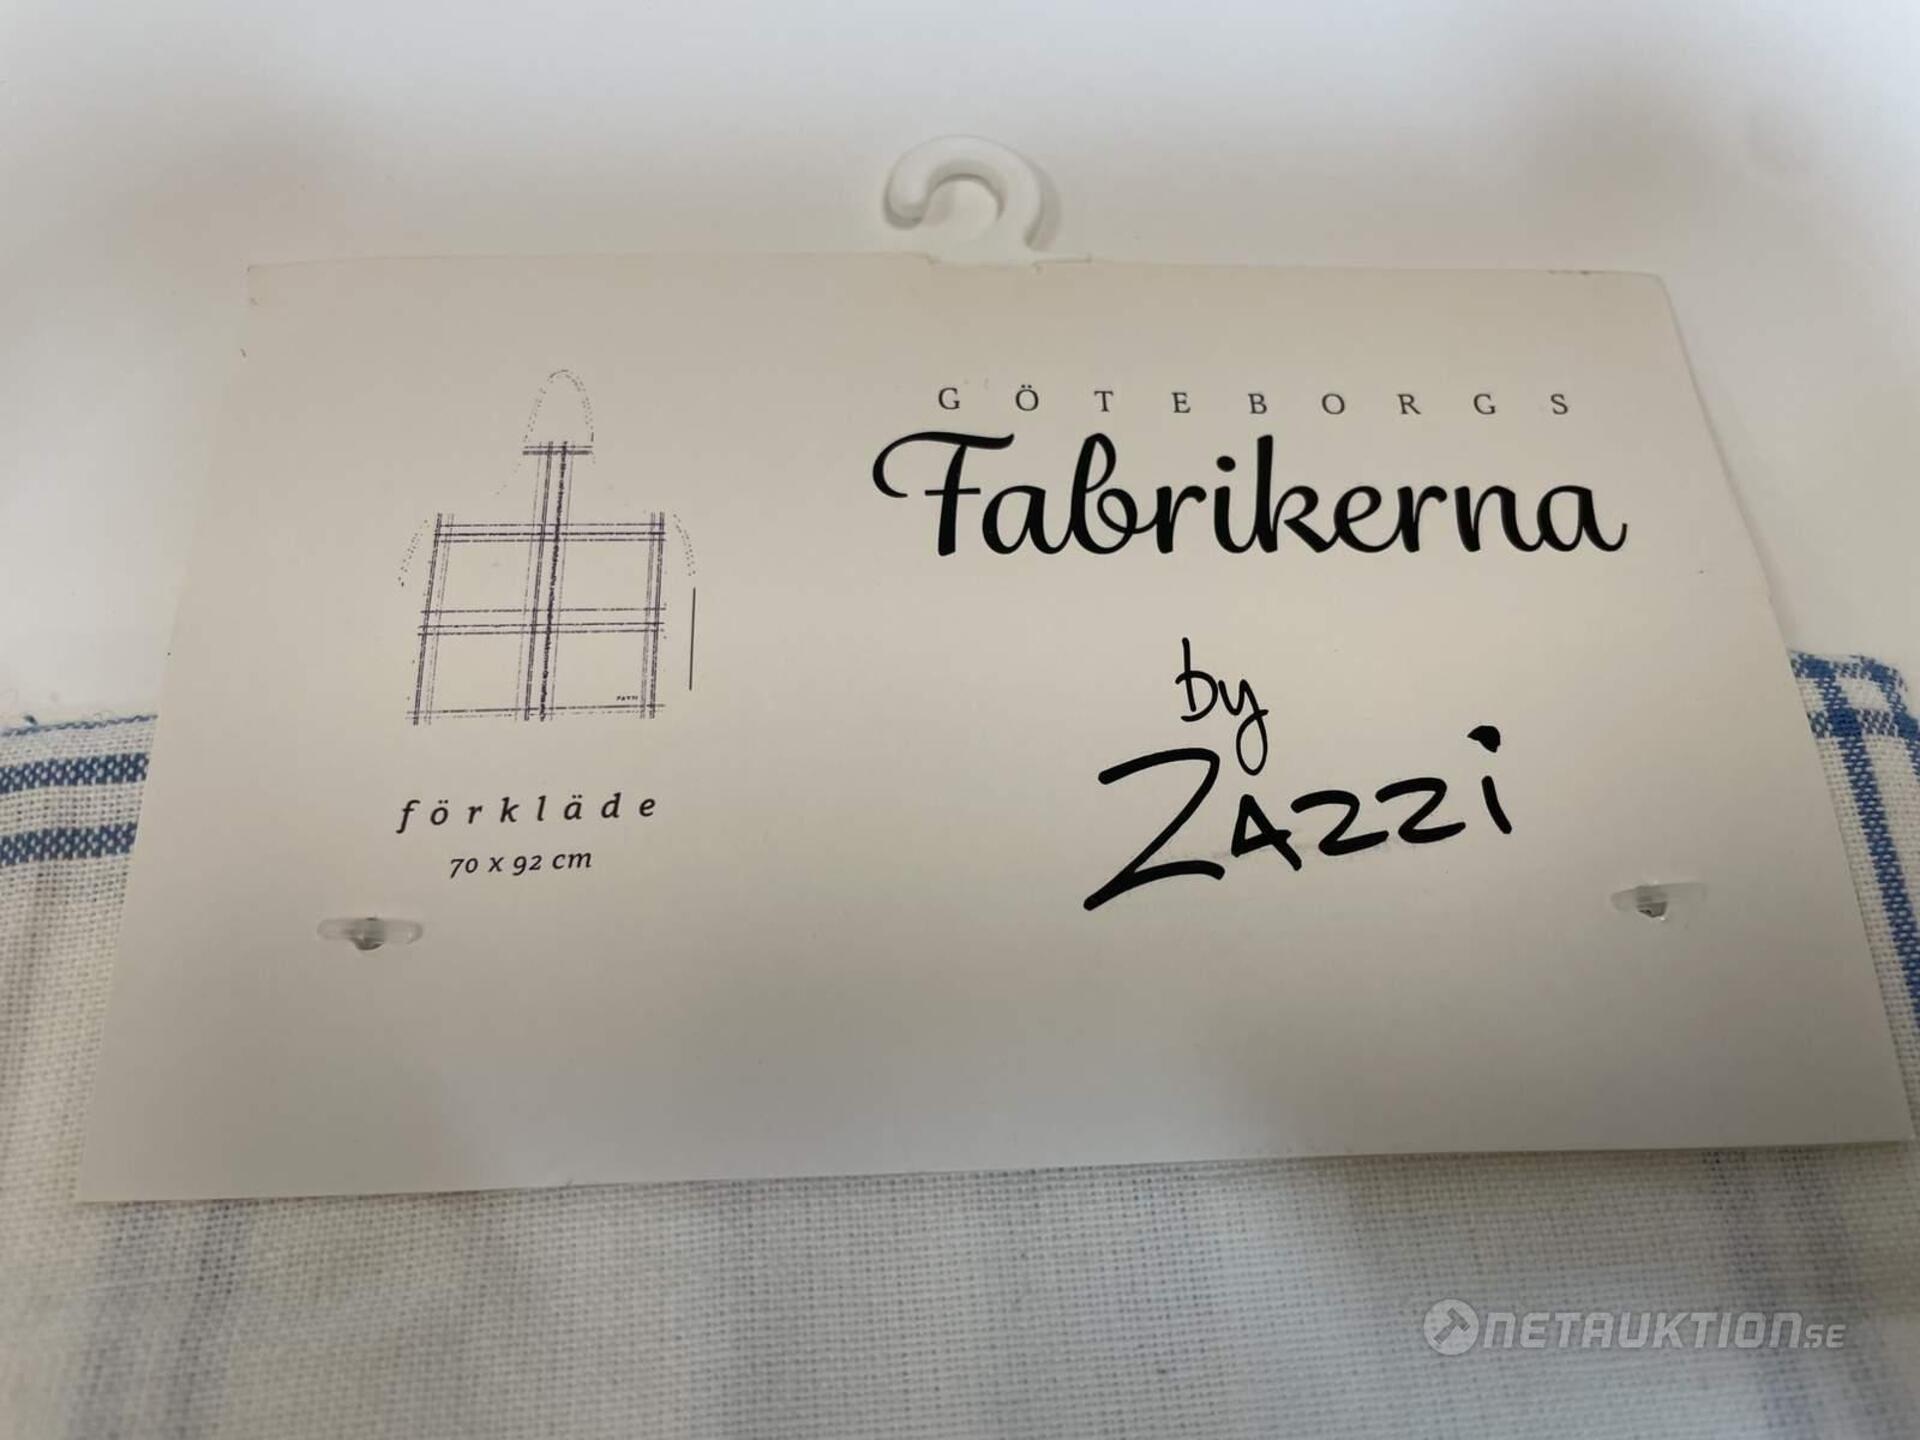 GÖTEBORGS
Fabrikerna
by
ZAZZi
förkläde
70 x 92 cm
NETAUKTION.SE